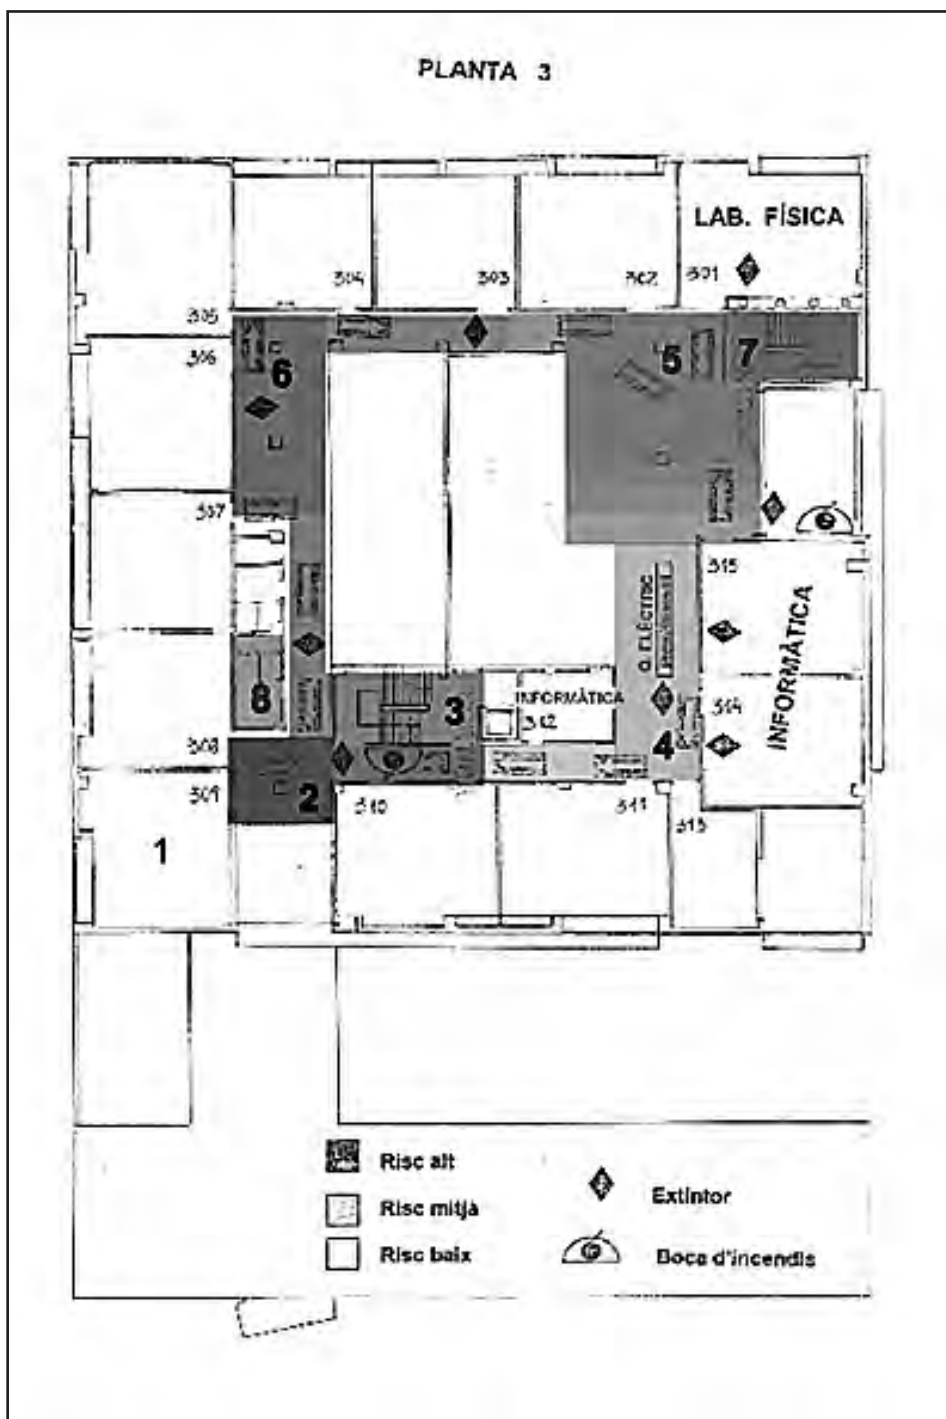 PLANTA 3
LAB. FÍSICA
304
303
302
301
305
306
6
5
7
307
315
Q. ELÈCTRIC
INFORMÀTICA
314
8
3
INFORMÀTICA
312
4
308
309
2
310
311
313
1
Risc alt
Risc mitjà
Risc baix
Extintor
Boca d'incendis